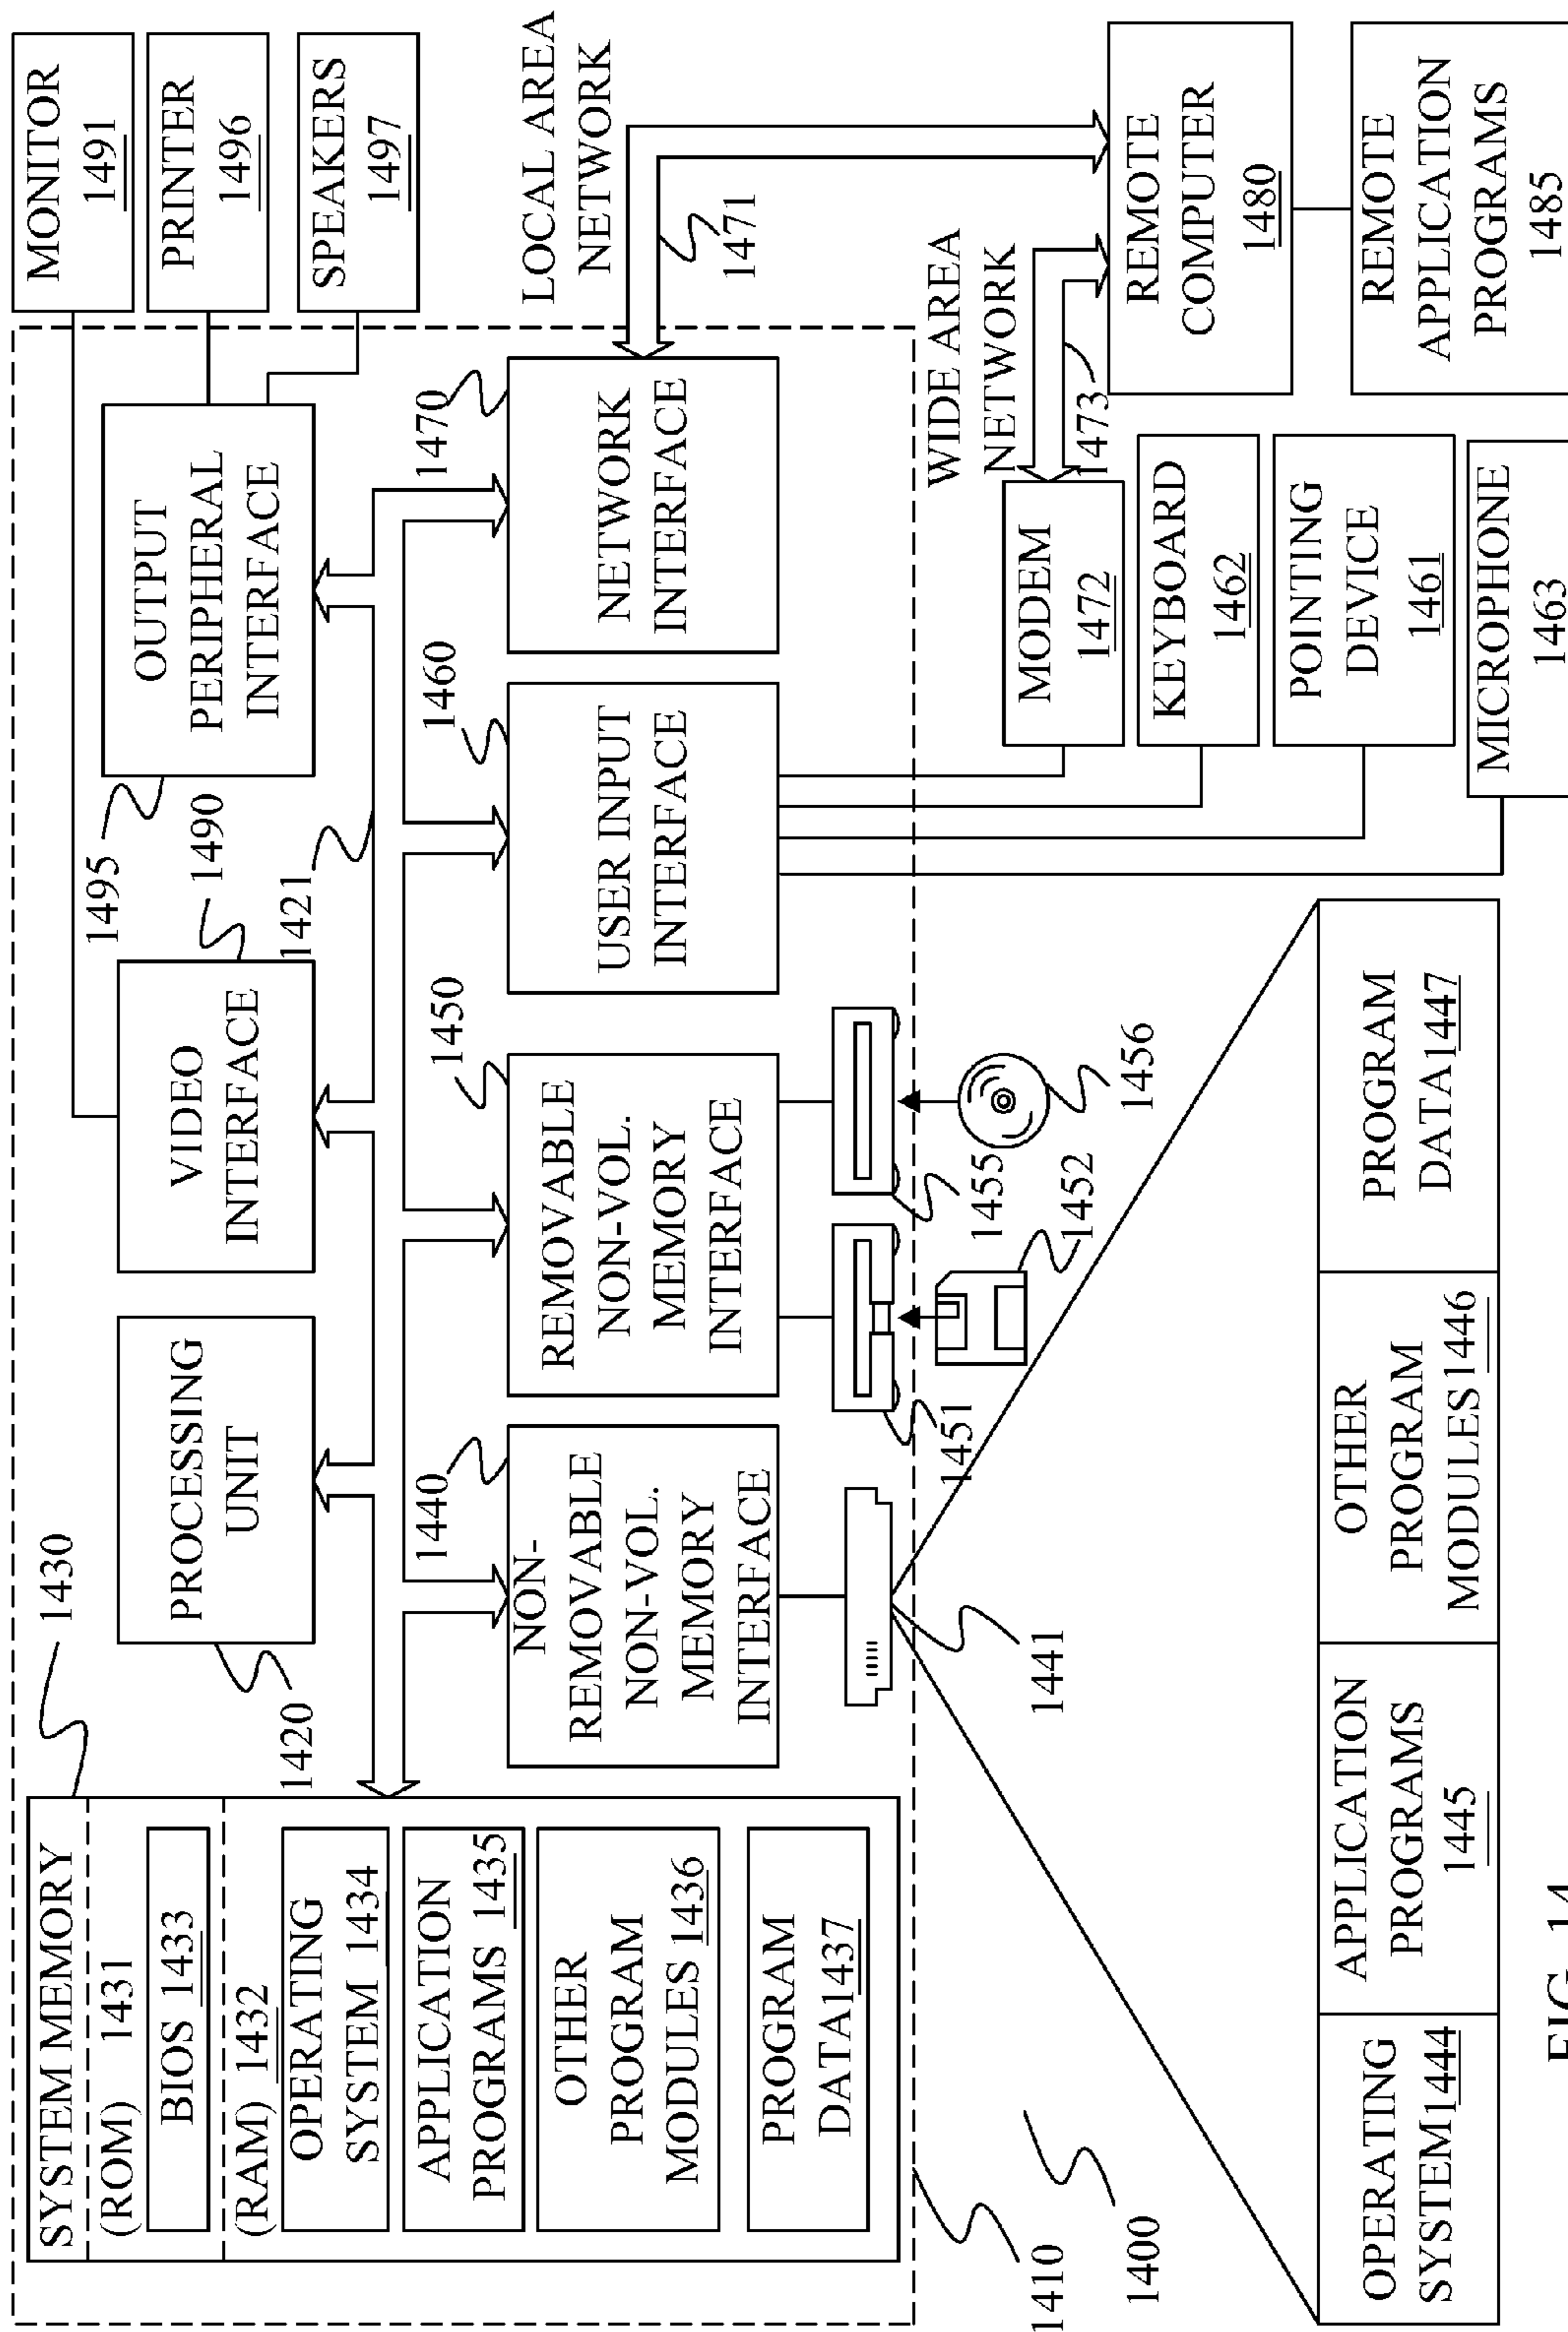 SYSTEM MEMORY
(ROM) 1431
BIOS 1433
(RAM) 1432
OPERATING
SYSTEM 1434
APPLICATION
PROGRAMS 1435
OTHER
PROGRAM
MODULES 1436
PROGRAM
DATA1437
1430
PROCESSING
UNIT
1420
VIDEO
INTERFACE
1490
1421
OUTPUT
PERIPHERAL
INTERFACE
1495
MONITOR
1491
PRINTER
1496
SPEAKERS
1497
1440
NON-
REMOVABLE
NON-VOL.
MEMORY
INTERFACE
1450
REMOVABLE
NON-VOL.
MEMORY
INTERFACE
1460
USER INPUT
INTERFACE
1470
NETWORK
INTERFACE
LOCAL AREA
NETWORK
1471
1441
1451
1452
1455
1456
WIDE AREA
NETWORK
1473
MODEM
1472
KEYBOARD
1462
POINTING
DEVICE
1461
MICROPHONE
1463
REMOTE
COMPUTER
1480
REMOTE
APPLICATION
PROGRAMS
1485
1410
1400
OPERATING
SYSTEM1444
APPLICATION
PROGRAMS
1445
OTHER
PROGRAM
MODULES1446
PROGRAM
DATA1447
FIG. 14